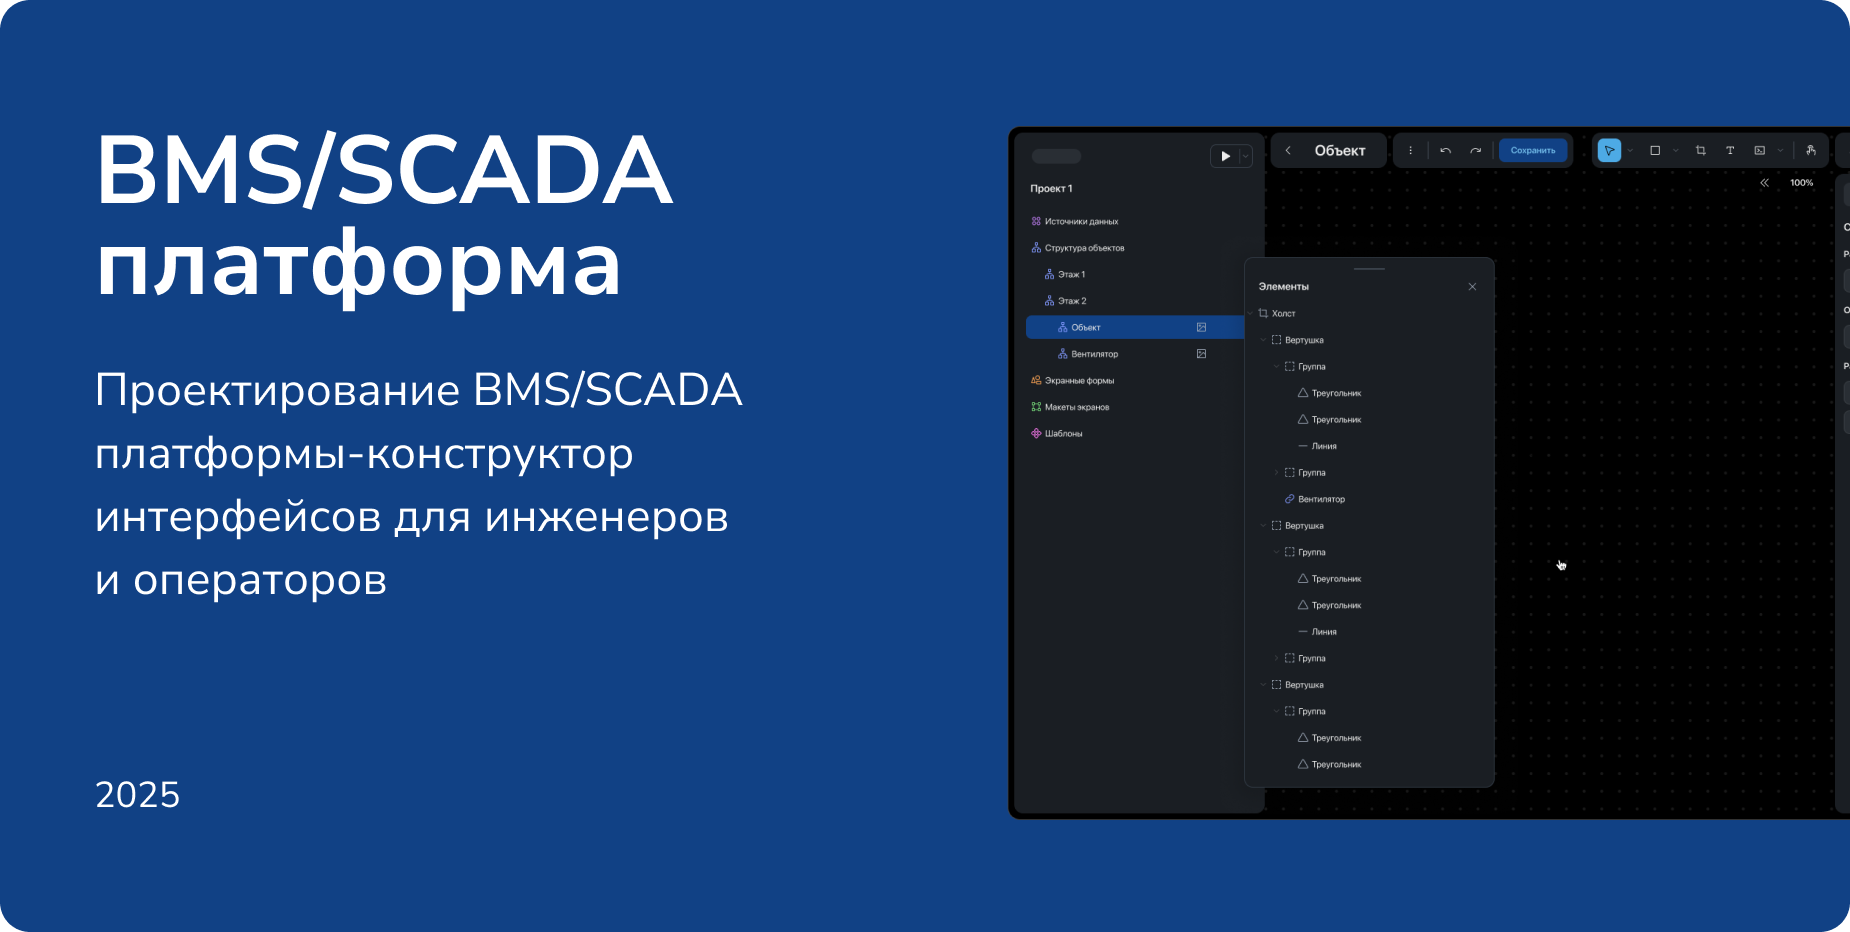 BMS/SCADA
платформа
Проектирование BMS/SCADA
платформы-конструктор
интерфейсов для инженеров
и операторов
2025
Проект 1
Источники данных
Структура объектов
Этаж 1
Этаж 2
Объект
Вентилятор
Экранные формы
Макеты экранов
Шаблоны
Объект
Сохранить
100%
Элементы
Холст
Вертушка
Группа
Треугольник
Треугольник
Линия
Группа
Вентилятор
Вертушка
Группа
Треугольник
Треугольник
Линия
Группа
Вертушка
Группа
Треугольник
Треугольник